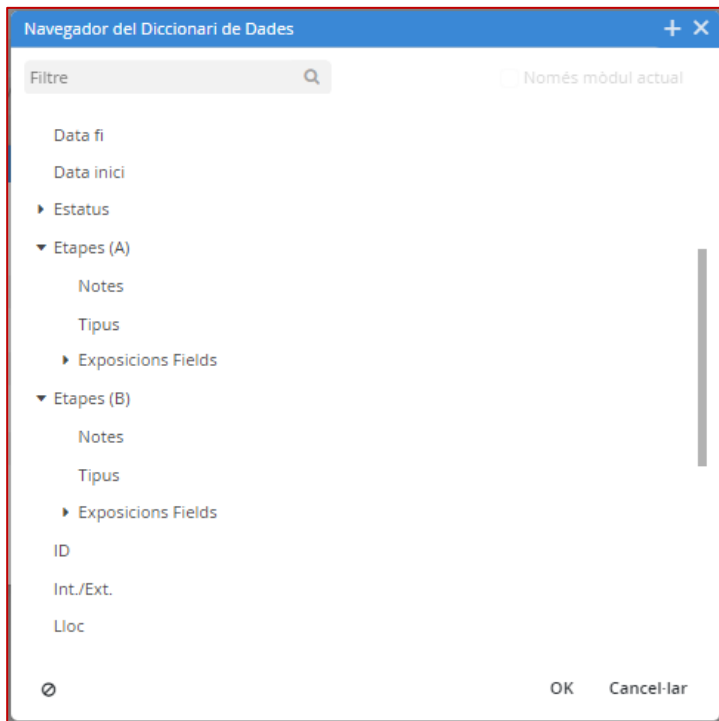 Navegador del Diccionari de Dades
Filtre
Només mòdul actual
Data fi
Data inici
Estatus
Etapes (A)
Notes
Tipus
Exposicions Fields
Etapes (B)
Notes
Tipus
Exposicions Fields
ID
Int./Ext.
Lloc
OK Cancel·lar